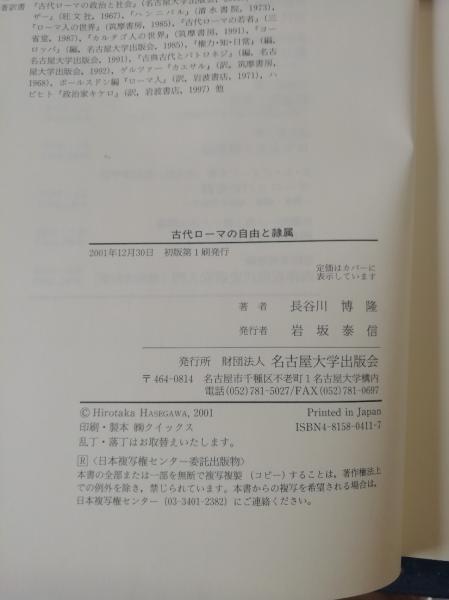 著訳書 『古代ローマの政治と社会』(名古屋大学出版会, 2001),
ザー』(旺文社, 1967),『ハンニバル』(清水書院, 1973),
『ローマ人の世界』(筑摩書房, 1985),『古代ローマの若者』(三
省堂, 1987),『カルタゴ人の世界』(筑摩書房, 1991),『ヨー
ロッパ』(編, 名古屋大学出版会, 1985),『権力・知・日常』(編,
名古屋大学出版会, 1991),『古典古代とパトロネジ』(編, 名古
屋大学出版会, 1992), ゲルツァー『カエサル』(訳, 筑摩書房,
1968), ボールスドン編『ローマ人』(訳, 岩波書店, 1971), ハ
ビヒト『政治家キケロ』(訳, 岩波書店, 1997) 他
古代ローマの自由と隷属
2001年12月30日 初版第1刷発行
定価はカバーに
表示しています
著者 長谷川博隆
発行者 岩坂泰信
発行所 財団法人 名古屋大学出版会
〒464-0814 名古屋市千種区不老町1名古屋大学構内
電話(052)781-5027/FAX(052)781-0697
© Hirotaka HASEGAWA, 2001 Printed in Japan
印刷・製本 ㈱クイックス ISBN4-8158-0411-7
乱丁・落丁はお取替えいたします。
R〈日本複写権センター委託出版物〉
本書の全部または一部を無断で複写複製(コピー)することは,著作権法上
での例外を除き,禁じられています。本書からの複写を希望される場合は,
日本複写権センター(03-3401-2382)にご連絡ください。